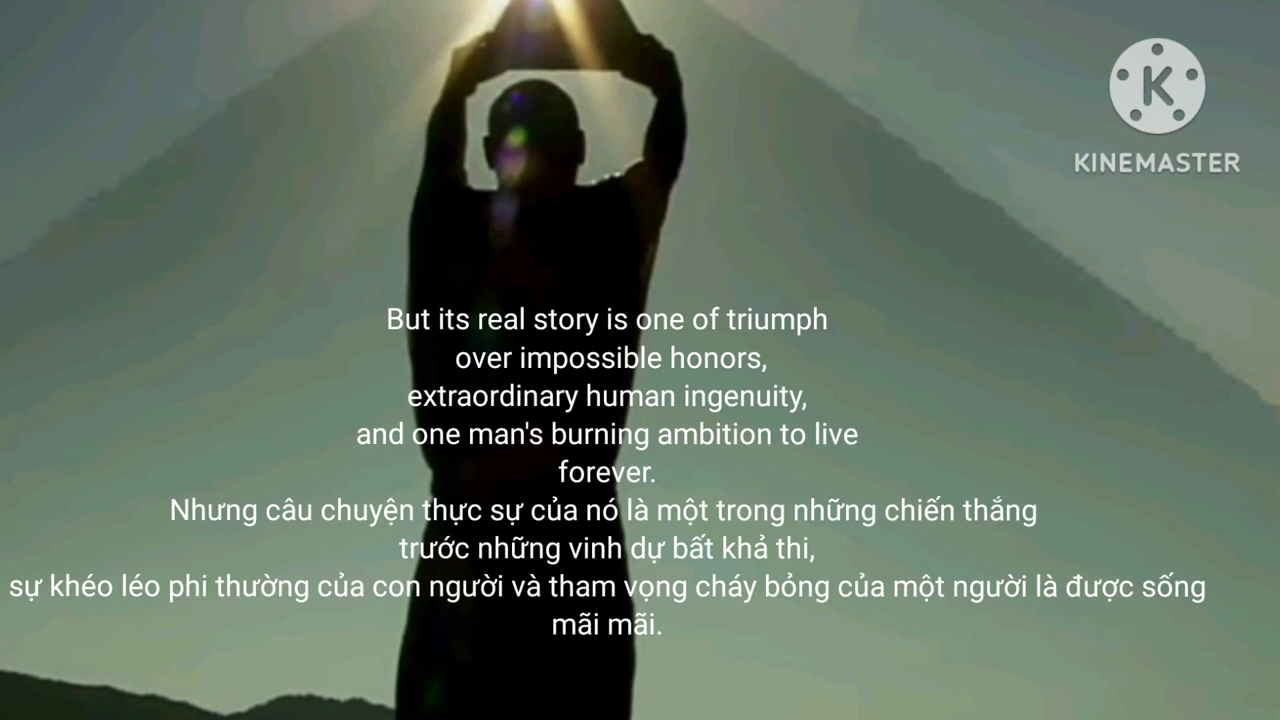 KINEMASTER
But its real story is one of triumph
over impossible honors,
extraordinary human ingenuity,
and one man's burning ambition to live
forever.
Nhưng câu chuyện thực sự của nó là một trong những chiến thắng
trước những vinh dự bất khả thi,
sự khéo léo phi thường của con người và tham vọng cháy bỏng của một người là được sống
mãi mãi.